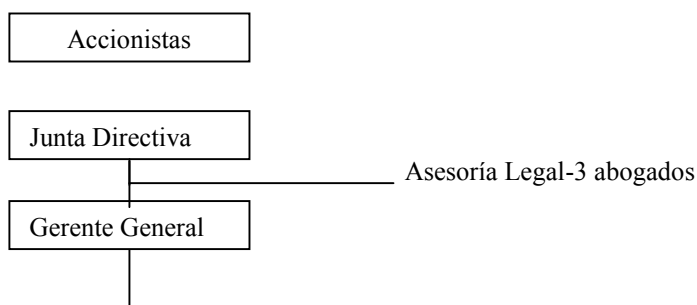 Accionistas
Junta Directiva
Asesoría Legal-3 abogados
Gerente General